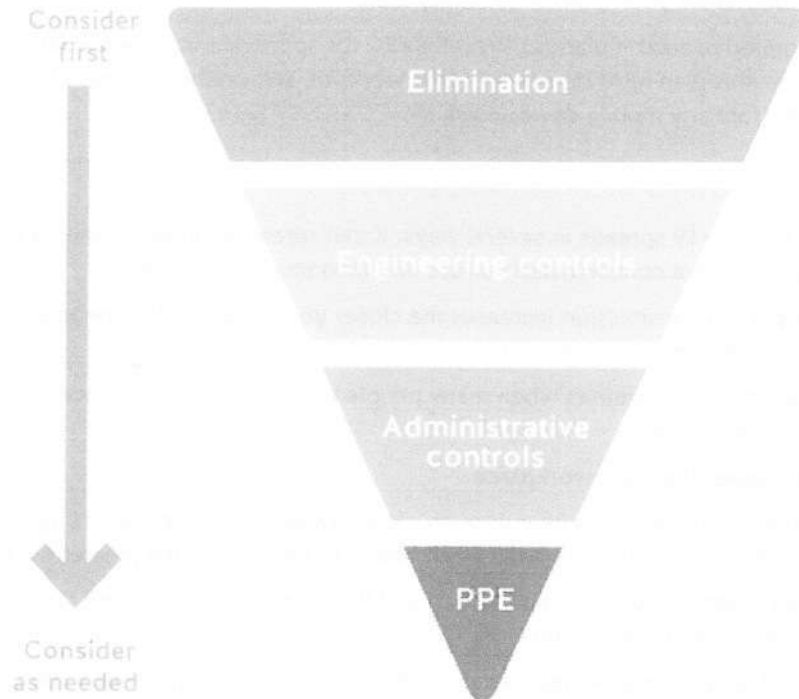 Consider
first
Elimination
Engineering controls
Administrative
controls
PPE
Consider
as needed